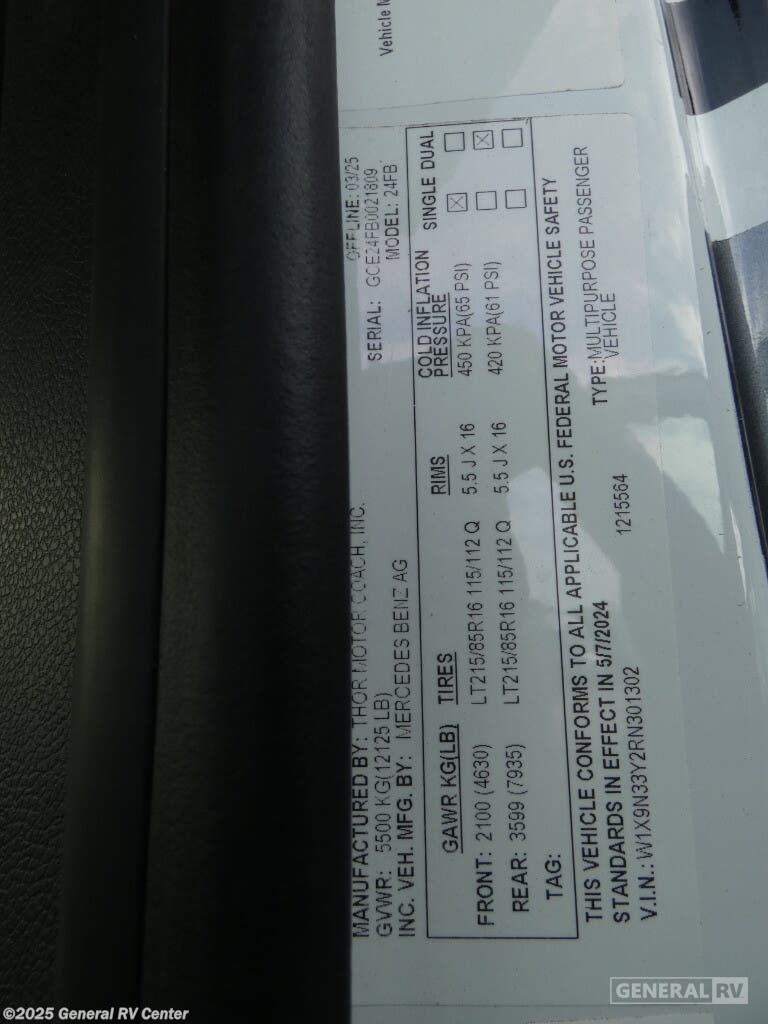 Vehicle
OFFLINE: 03/25
MANUFACTURED BY: THOR MOTOR COACH, INC.
SERIAL: GCE24FB0021809
GVWR: 5500 KG(12125 LB)
MODEL: 24FB
INC. VEH. MFG. BY: MERCEDES BENZ AG
GAWR KG(LB) TIRES RIMS COLD INFLATION PRESSURE SINGLE DUAL
FRONT: 2100 (4630) LT215/85R16 115/112 Q 5.5 J X 16 450 KPA(65 PSI) ☒ ☐
REAR: 3599 (7935) LT215/85R16 115/112 Q 5.5 J X 16 420 KPA(61 PSI) ☐ ☒
TAG: ☐ ☐
THIS VEHICLE CONFORMS TO ALL APPLICABLE U.S. FEDERAL MOTOR VEHICLE SAFETY
STANDARDS IN EFFECT IN 5/7/2024
TYPE: MULTIPURPOSE PASSENGER
VEHICLE
V.I.N.: W1X9N33Y2RN301302
1215564
GENERAL RV
©2025 General RV Center